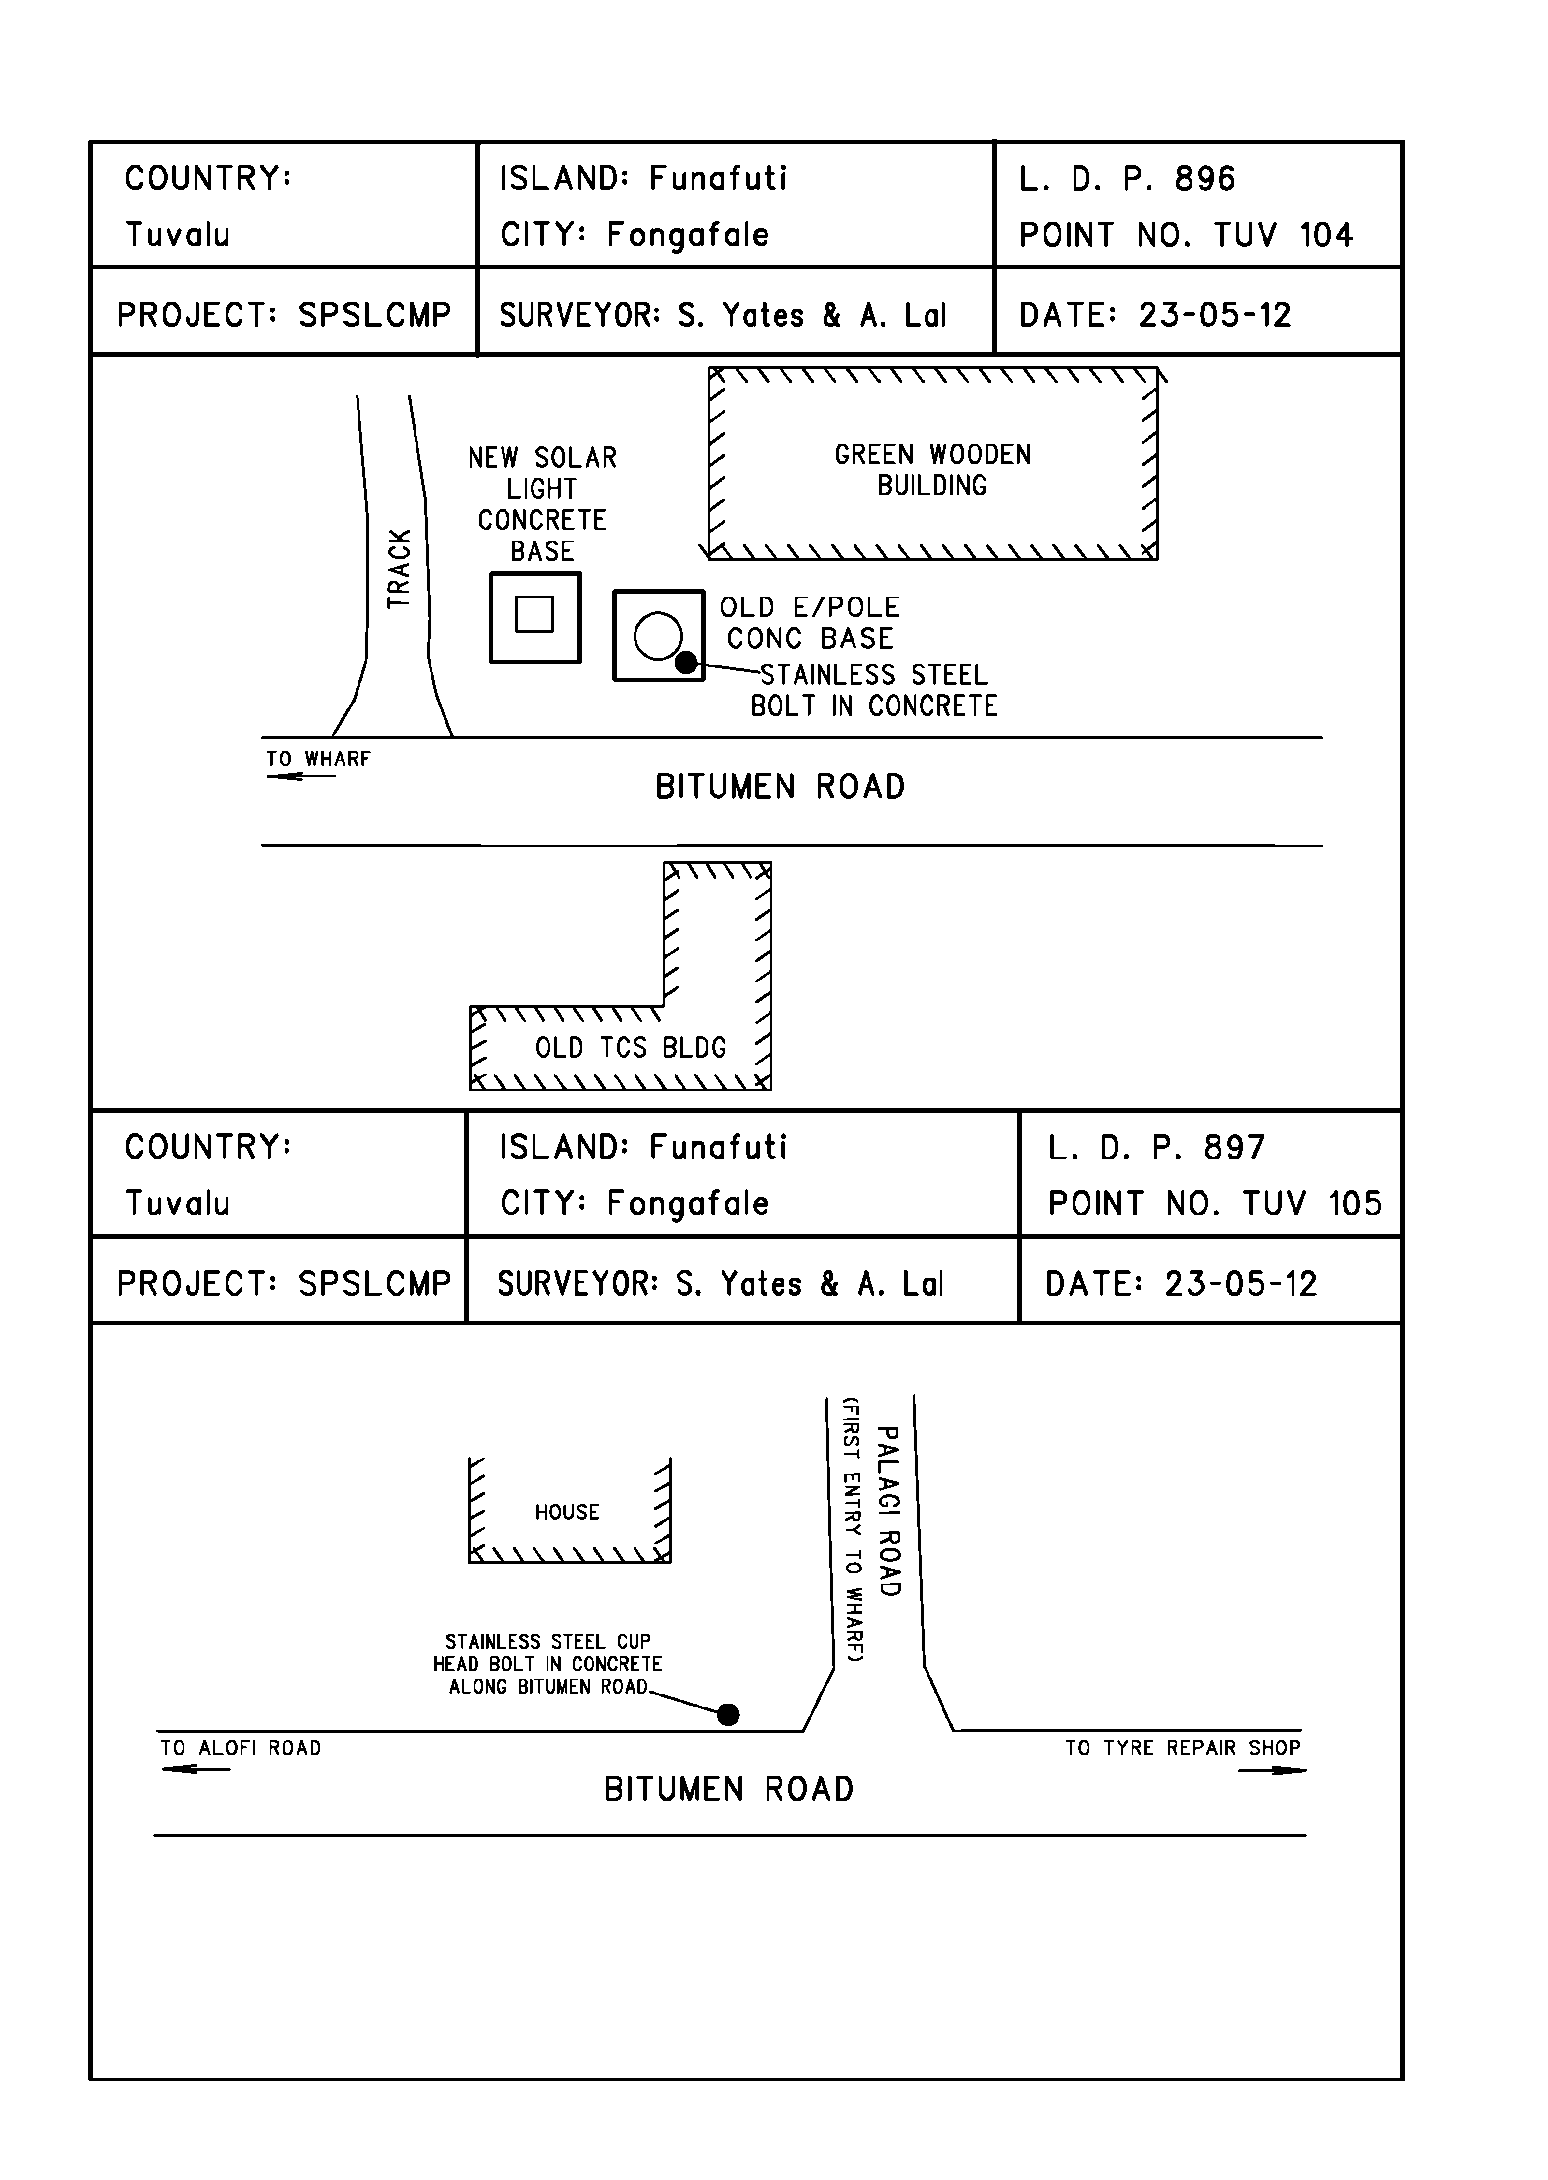 COUNTRY:
Tuvalu
ISLAND: Funafuti
CITY: Fongafale
L. D. P. 896
POINT NO. TUV 104
PROJECT: SPSLCMP
SURVEYOR: S. Yates & A. Lal
DATE: 23-05-12
GREEN WOODEN
BUILDING
NEW SOLAR
LIGHT
CONCRETE
BASE
TRACK
OLD E/POLE
CONC BASE
STAINLESS STEEL
BOLT IN CONCRETE
TO WHARF
BITUMEN ROAD
OLD TCS BLDG
COUNTRY:
Tuvalu
ISLAND: Funafuti
CITY: Fongafale
L. D. P. 897
POINT NO. TUV 105
PROJECT: SPSLCMP
SURVEYOR: S. Yates & A. Lal
DATE: 23-05-12
PALAGI ROAD
(FIRST ENTRY TO WHARF)
HOUSE
STAINLESS STEEL CUP
HEAD BOLT IN CONCRETE
ALONG BITUMEN ROAD
TO ALOFI ROAD
TO TYRE REPAIR SHOP
BITUMEN ROAD